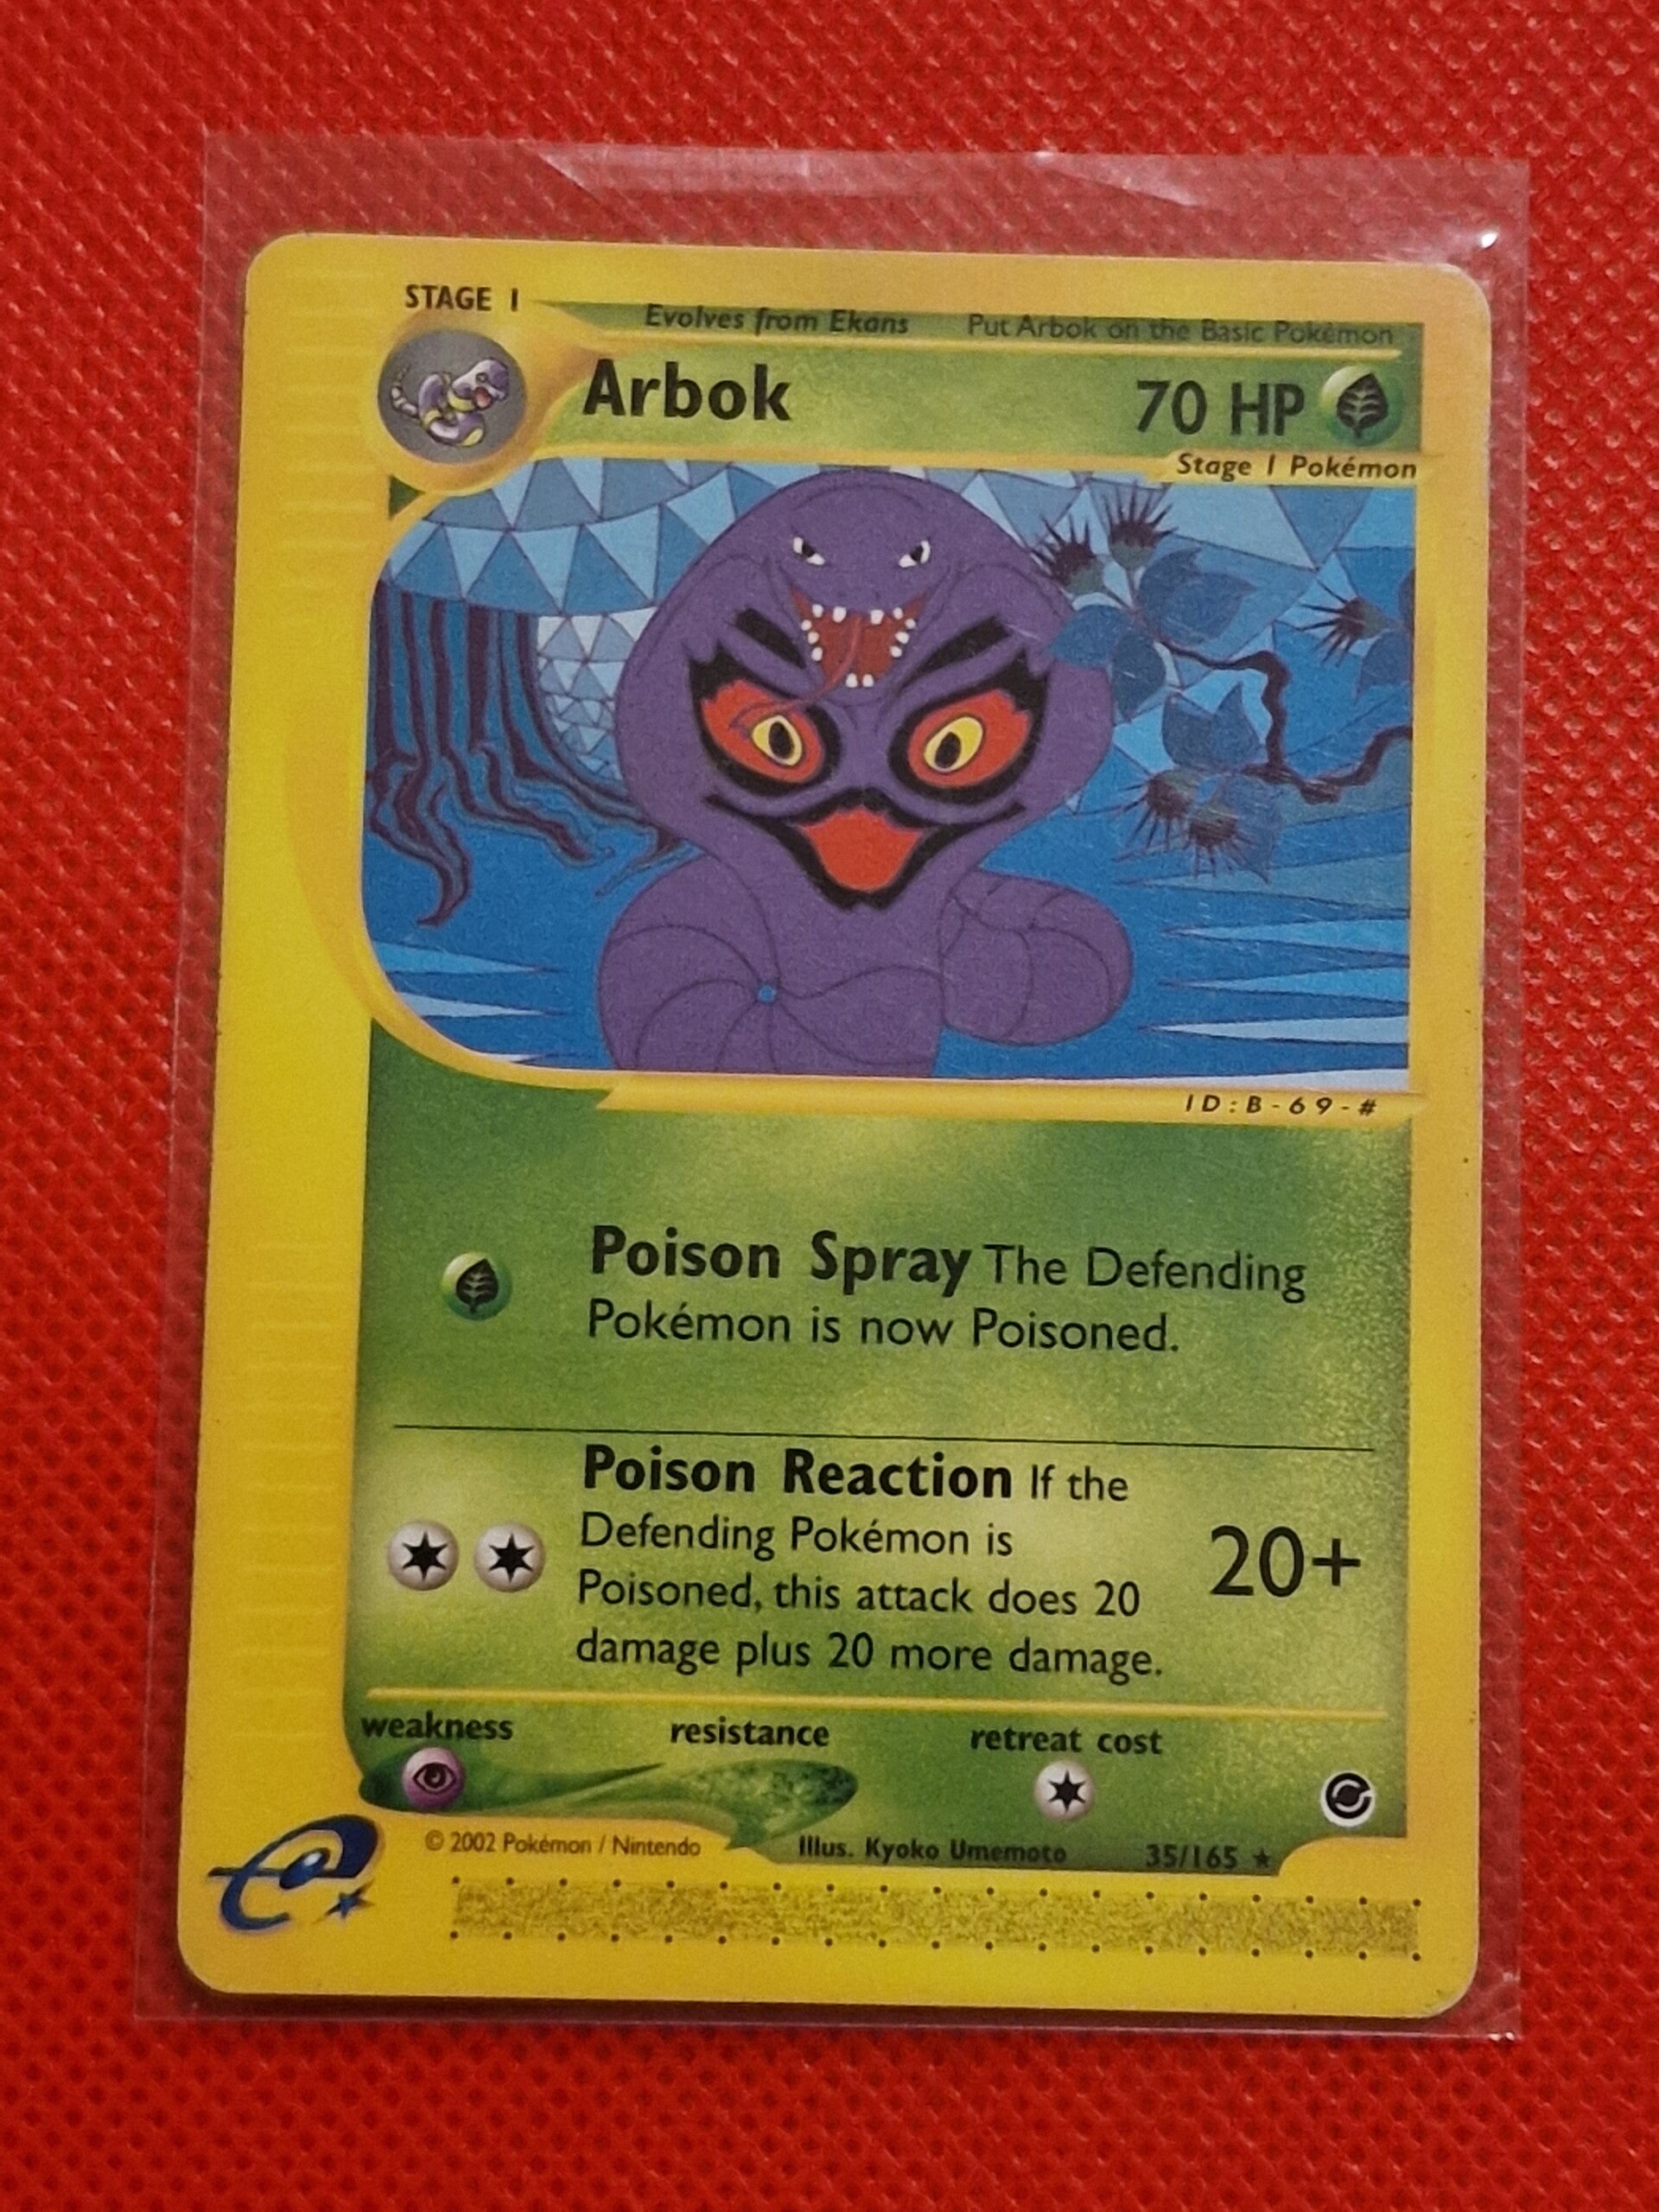 STAGE 1
Evolves from Ekans Put Arbok on the Basic Pokémon
Arbok 70 HP
Stage 1 Pokémon
ID:B-69-#
Poison Spray The Defending
Pokémon is now Poisoned.
Poison Reaction If the
Defending Pokémon is
Poisoned, this attack does 20
damage plus 20 more damage.
20+
weakness resistance retreat cost
© 2002 Pokémon / Nintendo Illus. Kyoko Umemoto 35/165 ★
e